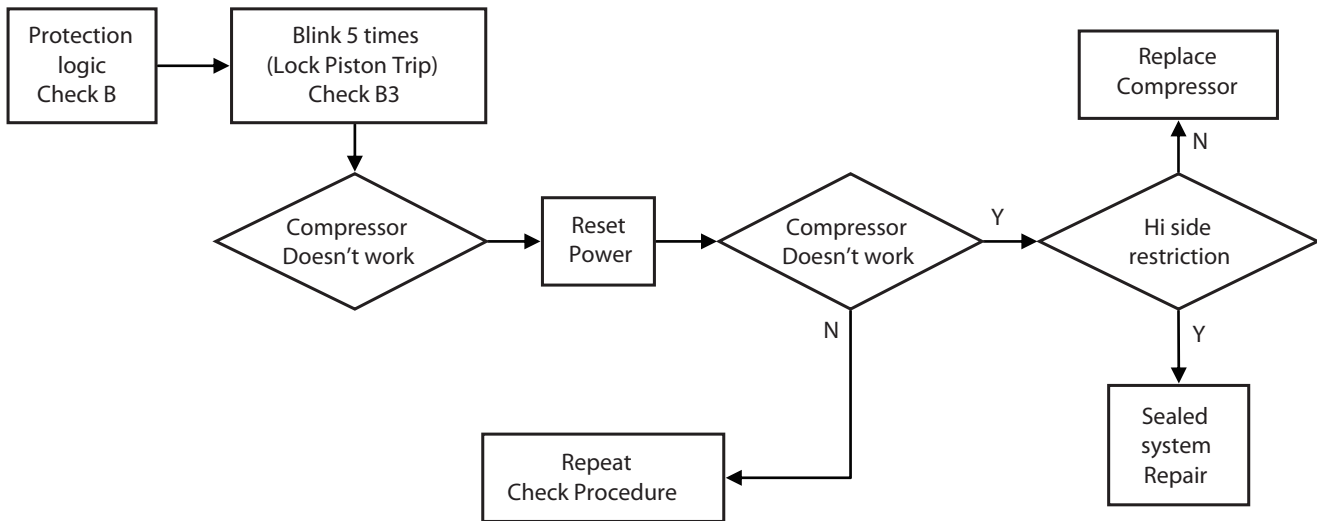 Protection
logic
Check B
Blink 5 times
(Lock Piston Trip)
Check B3
Compressor
Doesn't work
Reset
Power
Compressor
Doesn't work
Y
Hi side
restriction
N
Replace
Compressor
Y
Sealed
system
Repair
N
Repeat
Check Procedure